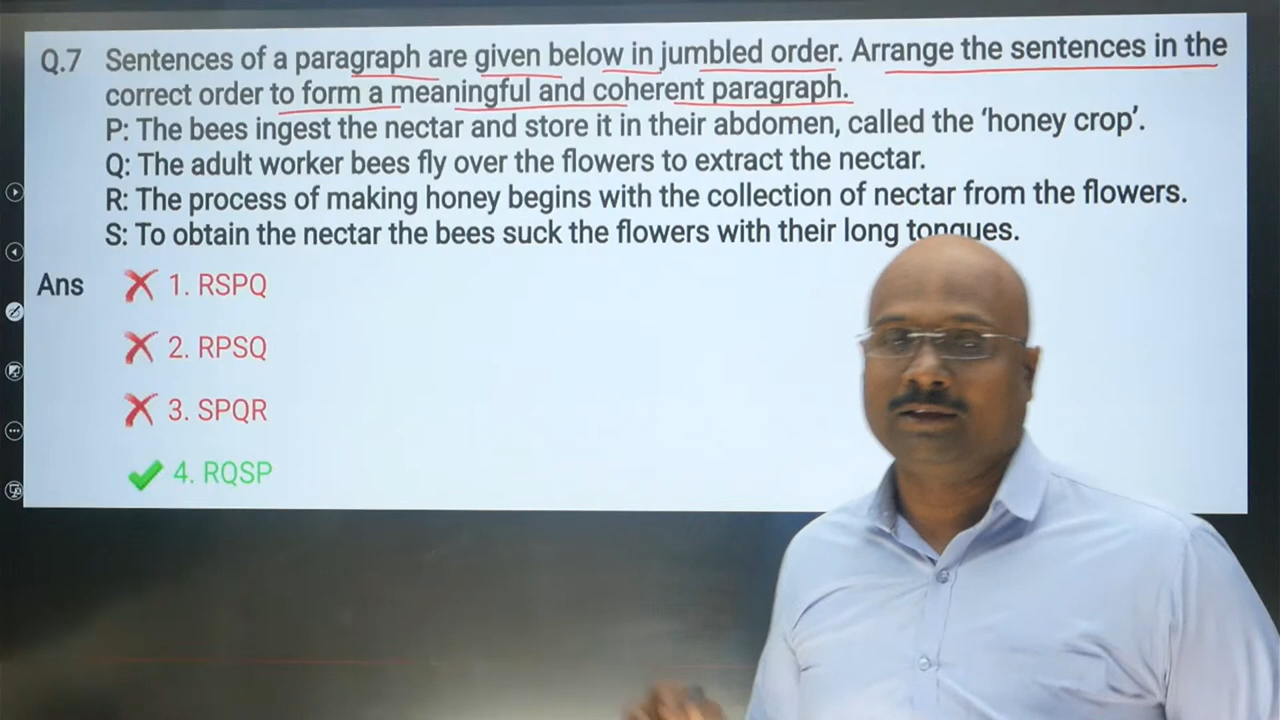 Q.7 Sentences of a paragraph are given below in jumbled order. Arrange the sentences in the
correct order to form a meaningful and coherent paragraph.
P: The bees ingest the nectar and store it in their abdomen, called the ‘honey crop’.
Q: The adult worker bees fly over the flowers to extract the nectar.
R: The process of making honey begins with the collection of nectar from the flowers.
S: To obtain the nectar the bees suck the flowers with their long tongues.
Ans 1. RSPQ
2. RPSQ
3. SPQR
4. RQSP